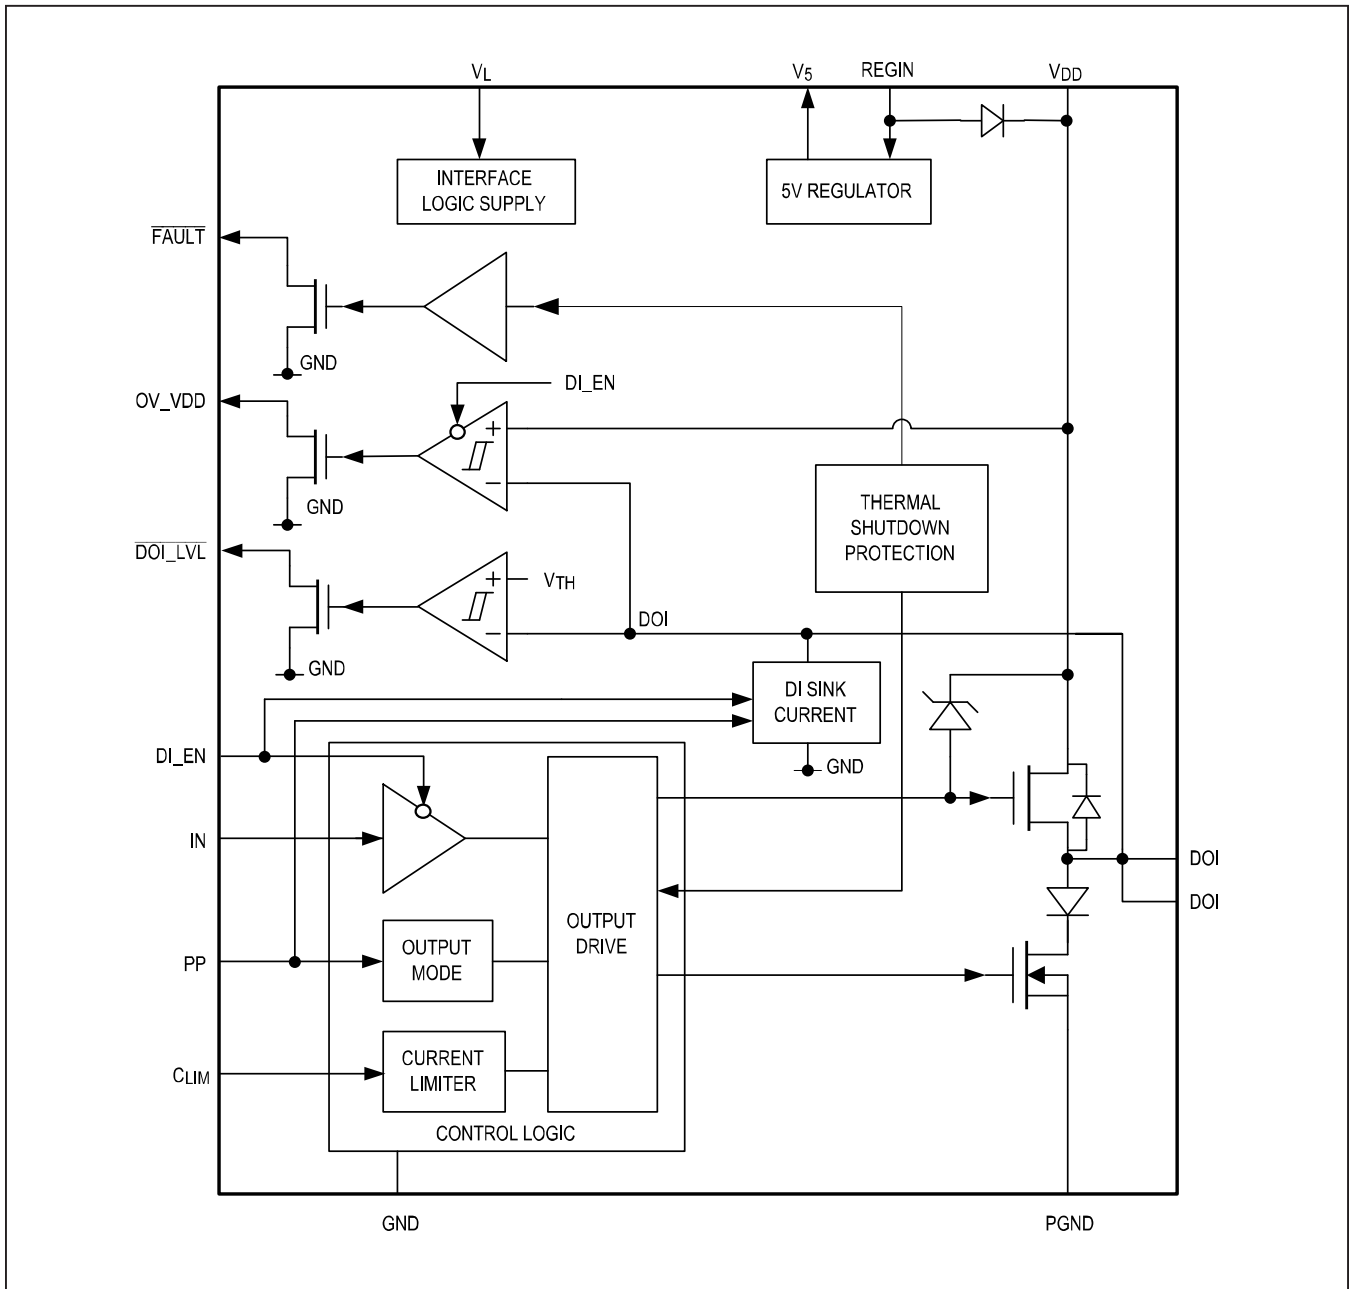 VL
V5
REGIN
VDD
INTERFACE
LOGIC SUPPLY
5V REGULATOR
FAULT
GND
DI_EN
OV_VDD
+
−
GND
THERMAL
SHUTDOWN
PROTECTION
DOI_LVL
+
VTH
−
DOI
GND
DI SINK
CURRENT
GND
DI_EN
IN
OUTPUT
DRIVE
DOI
DOI
PP
OUTPUT
MODE
CLIM
CURRENT
LIMITER
CONTROL LOGIC
GND
PGND